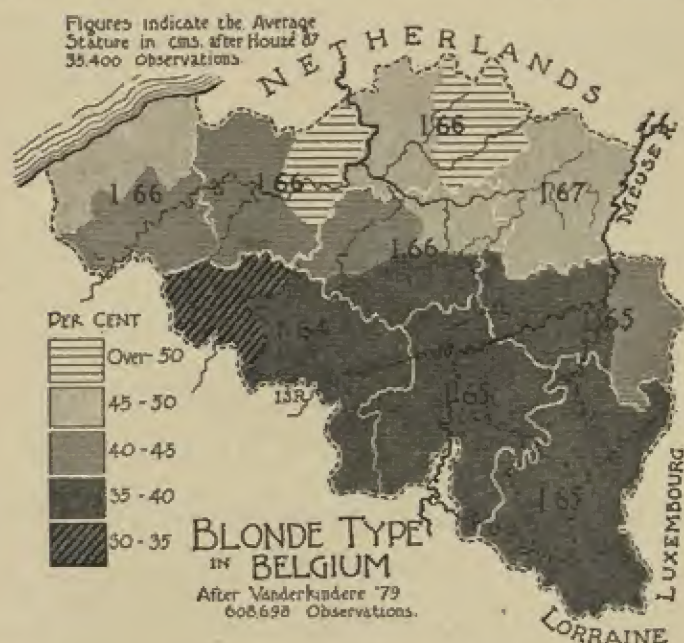 Figures indicate the Average
Stature in cms. after Houzé 87
35.400 Observations.
NETHERLANDS
MEUSE R.
1.66
1.66
1.66
1.67
1.66
1.64
1.65
1.65
1.65
PER CENT
Over-50
45-50
40-45
35-40
30-35
BLONDE TYPE
IN BELGIUM
After Vanderkindere '79
608,698 Observations.
LUXEMBOURG
LORRAINE